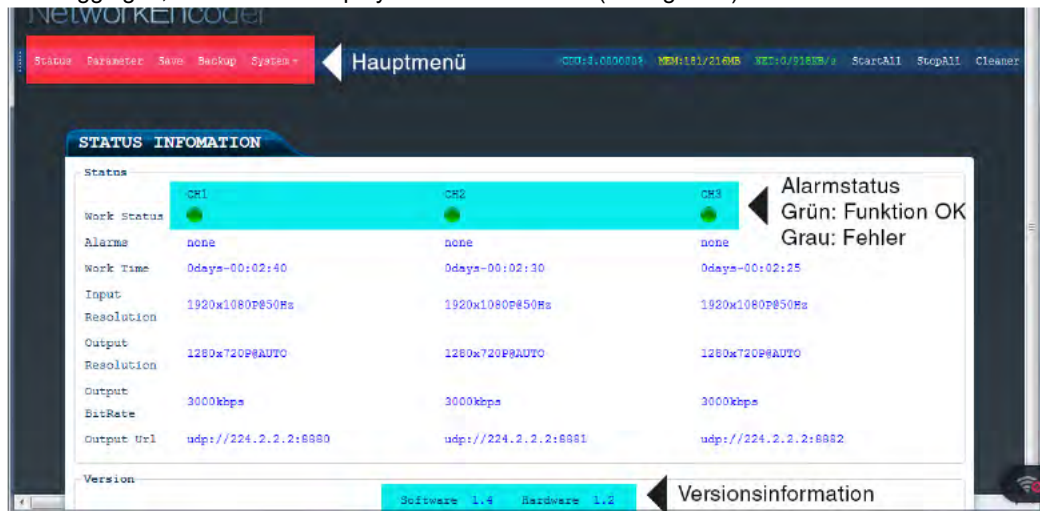 NetworkEncoder
Status Parameter Save Backup System
Hauptmenü
MEM:181/216MB StartAll StopAll Cleaner
STATUS INFOMATION
Status
CH1 CH2 CH3
Work Status
Alarmstatus
Grün: Funktion OK
Grau: Fehler
Alarms none none none
Work Time 0days-00:02:40 0days-00:02:30 0days-00:02:25
Input
Resolution 1920x1080P@50Hz 1920x1080P@50Hz 1920x1080P@50Hz
Output
Resolution 1280x720P@AUTO 1280x720P@AUTO 1280x720P@AUTO
Output
BitRate 3000kbps 3000kbps 3000kbps
Output Url udp://224.2.2.2:8880 udp://224.2.2.2:8881 udp://224.2.2.2:8882
Version
Software 1.4 Hardware 1.2
Versionsinformation